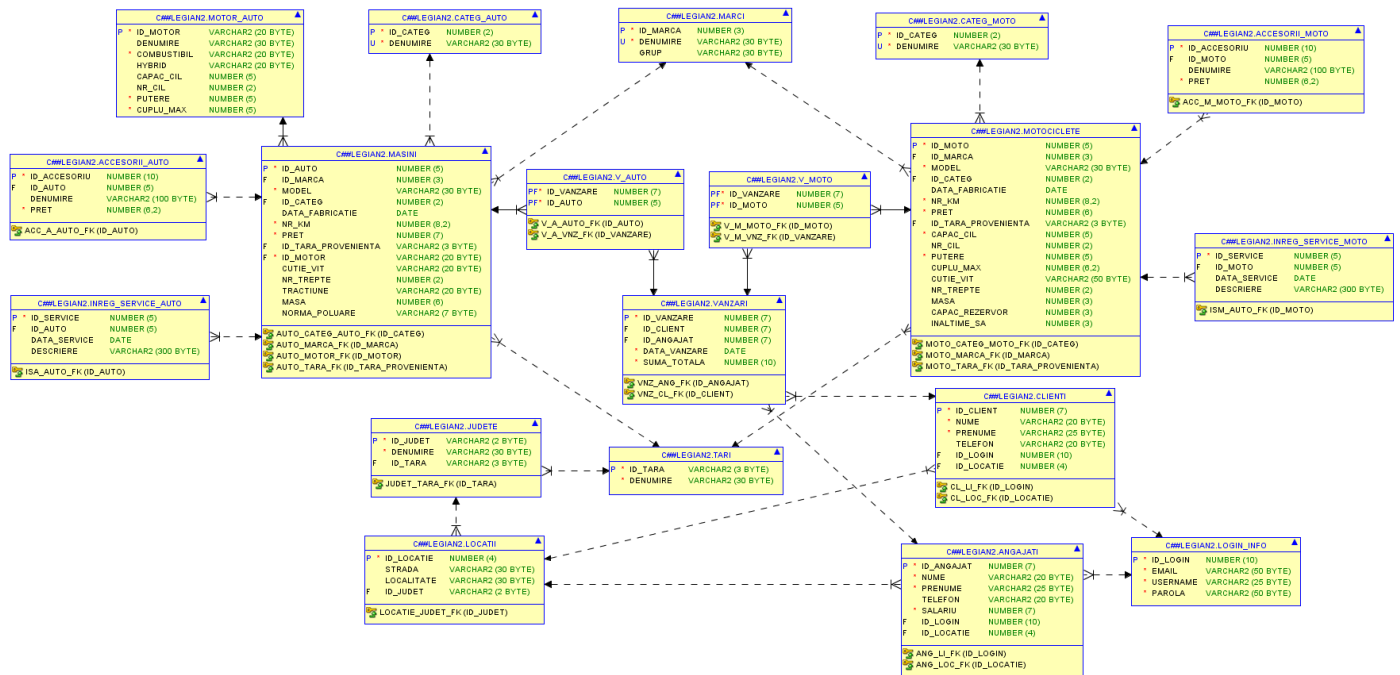 C##LEGIAN2.MOTOR_AUTO
P * ID_MOTOR VARCHAR2 (20 BYTE)
DENUMIRE VARCHAR2 (30 BYTE)
* COMBUSTIBIL VARCHAR2 (20 BYTE)
HYBRID VARCHAR2 (20 BYTE)
CAPAC_CIL NUMBER (5)
NR_CIL NUMBER (2)
* PUTERE NUMBER (5)
* CUPLU_MAX NUMBER (5)
C##LEGIAN2.CATEG_AUTO
P * ID_CATEG NUMBER (2)
U * DENUMIRE VARCHAR2 (30 BYTE)
C##LEGIAN2.MARCI
P * ID_MARCA NUMBER (3)
U * DENUMIRE VARCHAR2 (30 BYTE)
GRUP VARCHAR2 (30 BYTE)
C##LEGIAN2.CATEG_MOTO
P * ID_CATEG NUMBER (2)
U * DENUMIRE VARCHAR2 (30 BYTE)
C##LEGIAN2.ACCESORII_MOTO
P * ID_ACCESORIU NUMBER (10)
F ID_MOTO NUMBER (5)
DENUMIRE VARCHAR2 (100 BYTE)
* PRET NUMBER (6,2)
ACC_M_MOTO_FK (ID_MOTO)
C##LEGIAN2.ACCESORII_AUTO
P * ID_ACCESORIU NUMBER (10)
F ID_AUTO NUMBER (5)
DENUMIRE VARCHAR2 (100 BYTE)
* PRET NUMBER (6,2)
ACC_A_AUTO_FK (ID_AUTO)
C##LEGIAN2.MASINI
P * ID_AUTO NUMBER (5)
F ID_MARCA NUMBER (3)
* MODEL VARCHAR2 (30 BYTE)
F ID_CATEG NUMBER (2)
DATA_FABRICATIE DATE
* NR_KM NUMBER (8,2)
* PRET NUMBER (7)
F ID_TARA_PROVENIENTA VARCHAR2 (3 BYTE)
F * ID_MOTOR VARCHAR2 (20 BYTE)
CUTIE_VIT VARCHAR2 (20 BYTE)
NR_TREPTE NUMBER (2)
TRACTIUNE VARCHAR2 (20 BYTE)
MASA NUMBER (6)
NORMA_POLUARE VARCHAR2 (7 BYTE)
AUTO_CATEG_AUTO_FK (ID_CATEG)
AUTO_MARCA_FK (ID_MARCA)
AUTO_MOTOR_FK (ID_MOTOR)
AUTO_TARA_FK (ID_TARA_PROVENIENTA)
C##LEGIAN2.V_AUTO
PF* ID_VANZARE NUMBER (7)
PF* ID_AUTO NUMBER (5)
V_A_AUTO_FK (ID_AUTO)
V_A_VNZ_FK (ID_VANZARE)
C##LEGIAN2.V_MOTO
PF* ID_VANZARE NUMBER (7)
PF* ID_MOTO NUMBER (5)
V_M_MOTO_FK (ID_MOTO)
V_M_VNZ_FK (ID_VANZARE)
C##LEGIAN2.MOTOCICLETE
P * ID_MOTO NUMBER (5)
F ID_MARCA NUMBER (3)
* MODEL VARCHAR2 (30 BYTE)
F ID_CATEG NUMBER (2)
DATA_FABRICATIE DATE
* NR_KM NUMBER (8,2)
* PRET NUMBER (6)
F ID_TARA_PROVENIENTA VARCHAR2 (3 BYTE)
* CAPAC_CIL NUMBER (5)
NR_CIL NUMBER (2)
* PUTERE NUMBER (5)
CUPLU_MAX NUMBER (6,2)
CUTIE_VIT VARCHAR2 (50 BYTE)
NR_TREPTE NUMBER (2)
MASA NUMBER (3)
CAPAC_REZERVOR NUMBER (3)
INALTIME_SA NUMBER (3)
MOTO_CATEG_MOTO_FK (ID_CATEG)
MOTO_MARCA_FK (ID_MARCA)
MOTO_TARA_FK (ID_TARA_PROVENIENTA)
C##LEGIAN2.INREG_SERVICE_MOTO
P * ID_SERVICE NUMBER (5)
F ID_MOTO NUMBER (5)
DATA_SERVICE DATE
DESCRIERE VARCHAR2 (300 BYTE)
ISM_AUTO_FK (ID_MOTO)
C##LEGIAN2.INREG_SERVICE_AUTO
P * ID_SERVICE NUMBER (5)
F ID_AUTO NUMBER (5)
DATA_SERVICE DATE
DESCRIERE VARCHAR2 (300 BYTE)
ISA_AUTO_FK (ID_AUTO)
C##LEGIAN2.VANZARI
P * ID_VANZARE NUMBER (7)
F ID_CLIENT NUMBER (7)
F ID_ANGAJAT NUMBER (7)
* DATA_VANZARE DATE
* SUMA_TOTALA NUMBER (10)
VNZ_ANG_FK (ID_ANGAJAT)
VNZ_CL_FK (ID_CLIENT)
C##LEGIAN2.CLIENTI
P * ID_CLIENT NUMBER (7)
* NUME VARCHAR2 (20 BYTE)
* PRENUME VARCHAR2 (25 BYTE)
TELEFON VARCHAR2 (20 BYTE)
F ID_LOGIN NUMBER (10)
F ID_LOCATIE NUMBER (4)
CL_LI_FK (ID_LOGIN)
CL_LOC_FK (ID_LOCATIE)
C##LEGIAN2.JUDETE
P * ID_JUDET VARCHAR2 (2 BYTE)
* DENUMIRE VARCHAR2 (30 BYTE)
F ID_TARA VARCHAR2 (3 BYTE)
JUDET_TARA_FK (ID_TARA)
C##LEGIAN2.TARI
P * ID_TARA VARCHAR2 (3 BYTE)
* DENUMIRE VARCHAR2 (30 BYTE)
C##LEGIAN2.LOCATII
P * ID_LOCATIE NUMBER (4)
STRADA VARCHAR2 (30 BYTE)
LOCALITATE VARCHAR2 (30 BYTE)
F ID_JUDET VARCHAR2 (2 BYTE)
LOCATIE_JUDET_FK (ID_JUDET)
C##LEGIAN2.ANGAJATI
P * ID_ANGAJAT NUMBER (7)
* NUME VARCHAR2 (20 BYTE)
* PRENUME VARCHAR2 (25 BYTE)
TELEFON VARCHAR2 (20 BYTE)
* SALARIU NUMBER (7)
F ID_LOGIN NUMBER (10)
F ID_LOCATIE NUMBER (4)
ANG_LI_FK (ID_LOGIN)
ANG_LOC_FK (ID_LOCATIE)
C##LEGIAN2.LOGIN_INFO
P * ID_LOGIN NUMBER (10)
* EMAIL VARCHAR2 (50 BYTE)
* USERNAME VARCHAR2 (25 BYTE)
* PAROLA VARCHAR2 (50 BYTE)